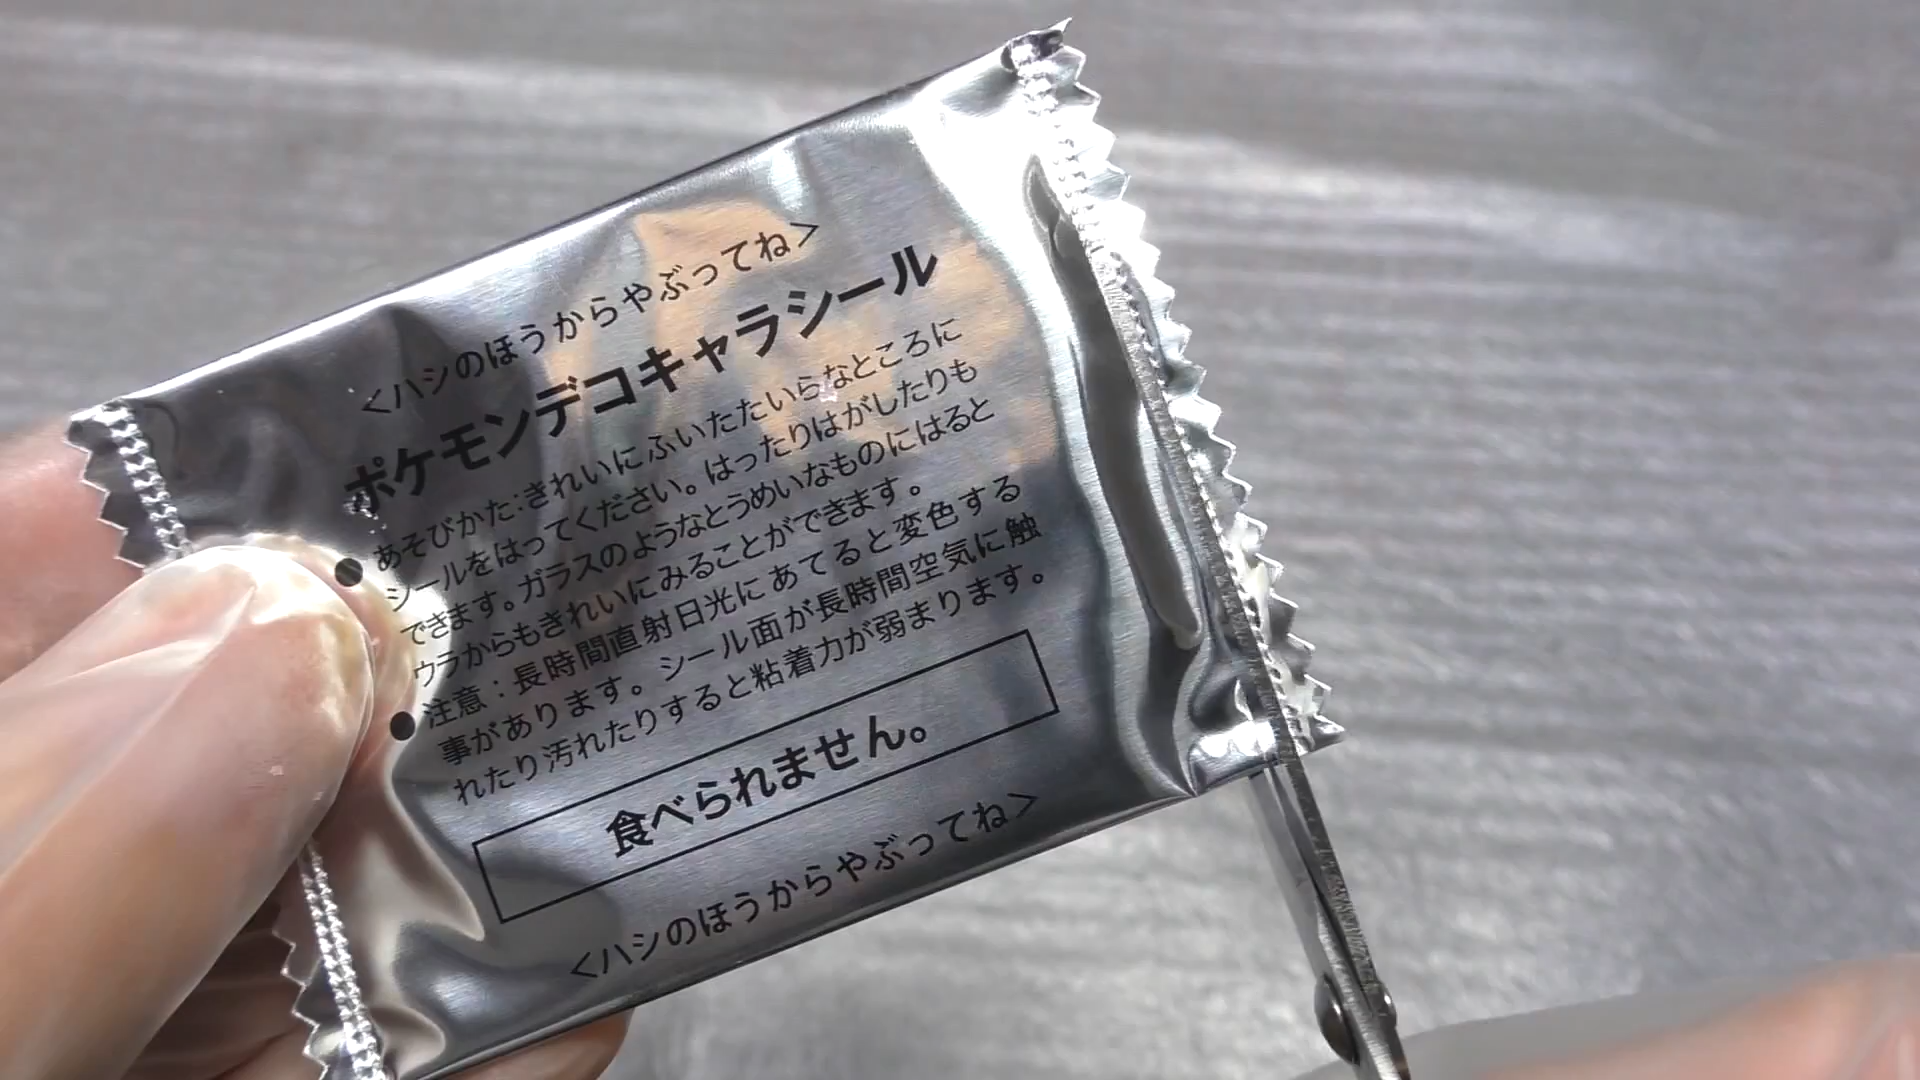 <ハシのほうからやぶってね>
ポケモンデコキャラシール
●あそびかた:きれいにふいたたいらなところに
シールをはってください。はったりはがしたりも
できます。ガラスのようなとうめいなものにはると
ウラからもきれいにみることができます。
●注意:長時間直射日光にあてると変色する
事があります。シール面が長時間空気に触
れたり汚れたりすると粘着力が弱まります。
食べられません。
<ハシのほうからやぶってね>